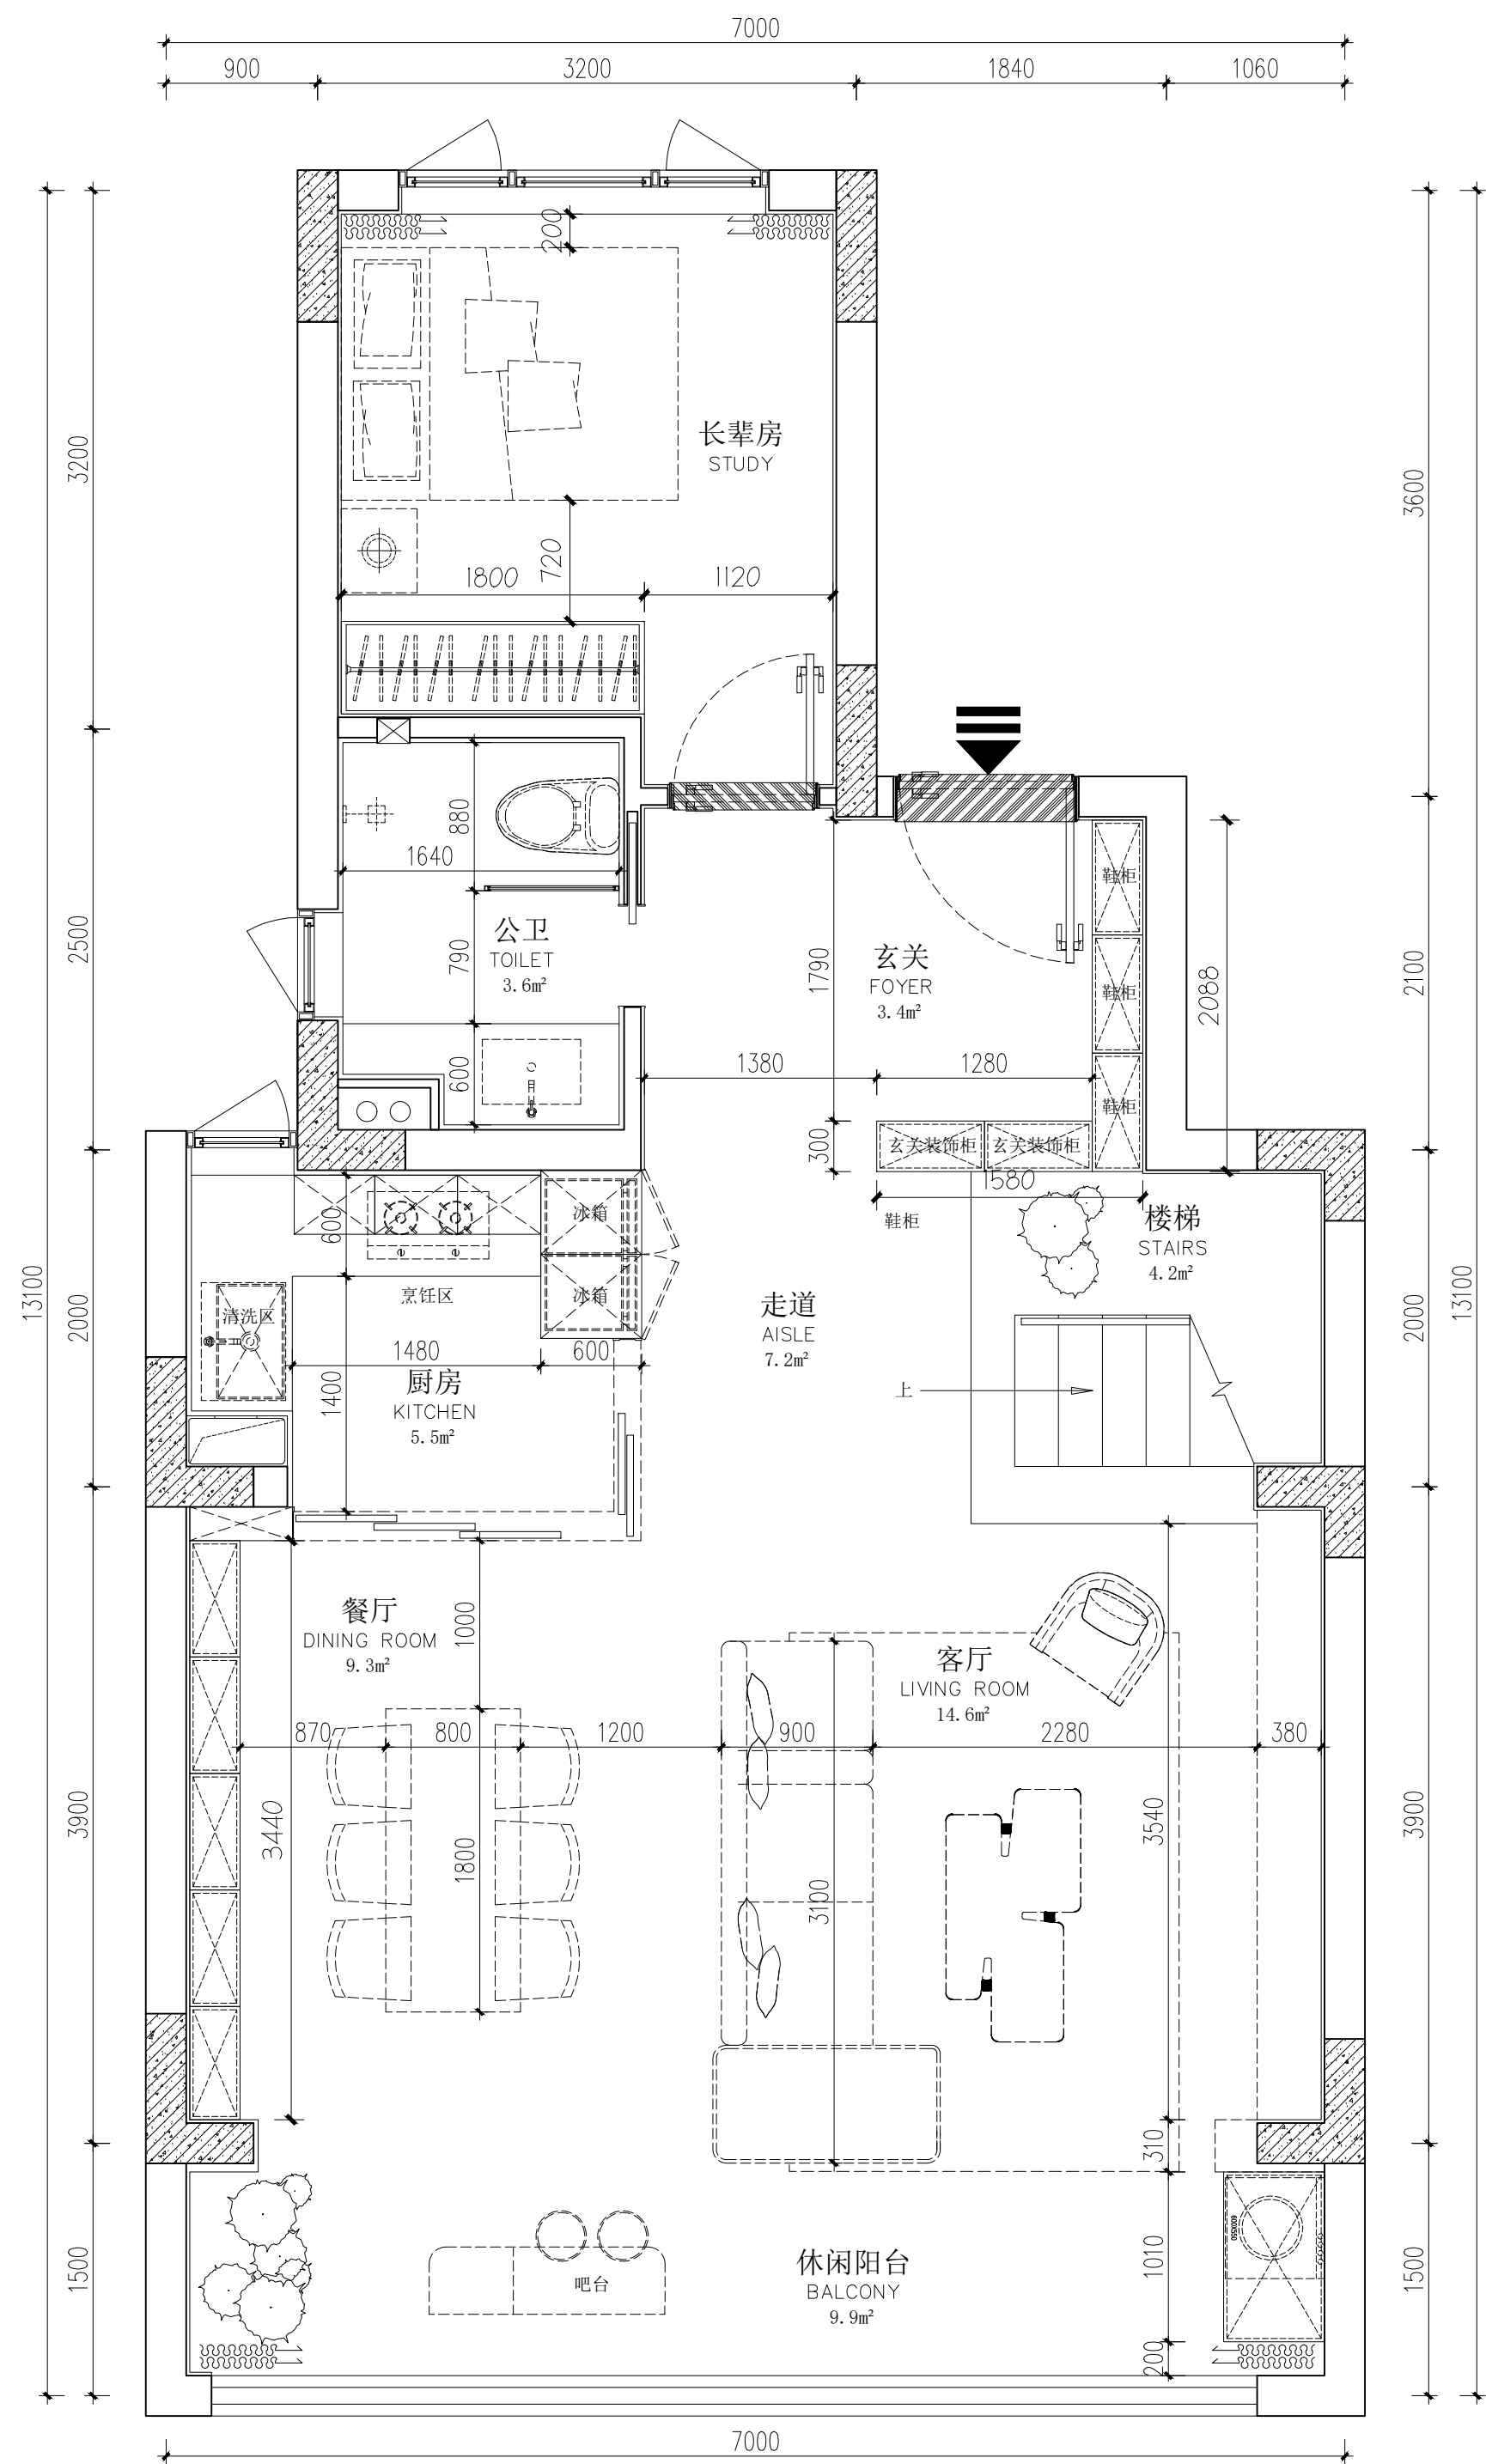 7000
900
3200
1840
1060
200
长辈房
STUDY
3200
3600
720
1800
1120
880
1640
鞋柜
公卫
TOILET
3.6m²
790
2500
玄关
FOYER
3.4m²
1790
鞋柜
2088
2100
600
1380
1280
鞋柜
300
玄关装饰柜
玄关装饰柜
1580
鞋柜
楼梯
STAIRS
4.2m²
600
冰箱
冰箱
烹饪区
清洗区
13100
2000
走道
AISLE
7.2m²
2000
13100
1480
600
厨房
KITCHEN
5.5m²
1400
上
餐厅
DINING ROOM
9.3m²
1000
客厅
LIVING ROOM
14.6m²
870
800
1200
900
2280
380
3900
3440
1800
3100
3540
3900
310
1500
吧台
休闲阳台
BALCONY
9.9m²
1010
600X550
1500
200
7000